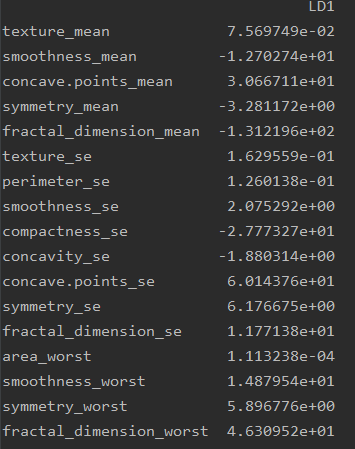 LD1
texture_mean 7.569749e-02
smoothness_mean -1.270274e+01
concave.points_mean 3.066711e+01
symmetry_mean -3.281172e+00
fractal_dimension_mean -1.312196e+02
texture_se 1.629559e-01
perimeter_se 1.260138e-01
smoothness_se 2.075292e+00
compactness_se -2.777327e+01
concavity_se -1.880314e+00
concave.points_se 6.014376e+01
symmetry_se 6.176675e+00
fractal_dimension_se 1.177138e+01
area_worst 1.113238e-04
smoothness_worst 1.487954e+01
symmetry_worst 5.896776e+00
fractal_dimension_worst 4.630952e+01